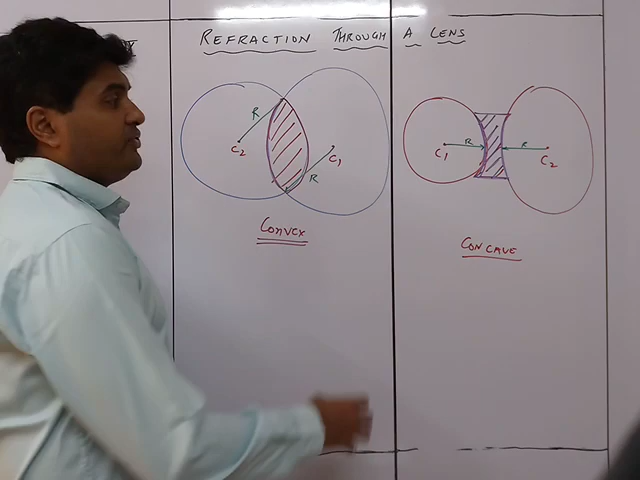 REFRACTION THROUGH A LENS
R
C2
C1
R
CONVEX
C1
R
R
C2
CONCAVE